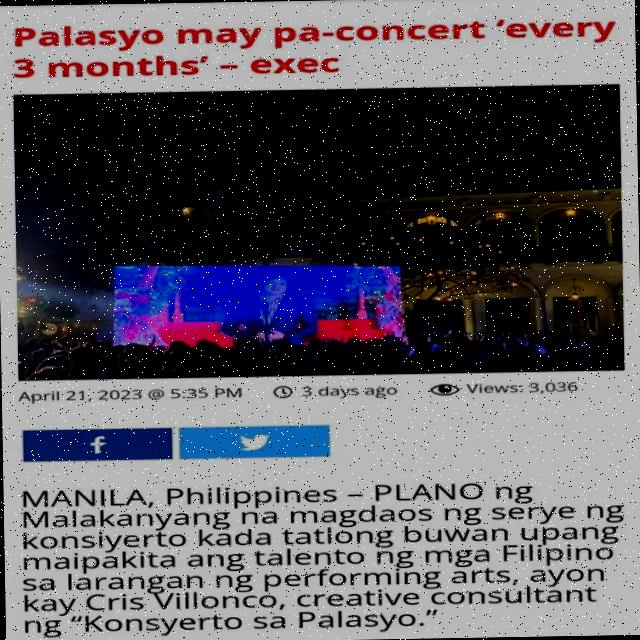 Palasyo may pa-concert ‘every
3 months’ – exec
April 21, 2023 @ 5:35 PM 3 days ago Views: 3,036
MANILA, Philippines – PLANO ng
Malakanyang na magdaos ng serye ng
konsiyerto kada tatlong buwan upang
maipakita ang talento ng mga Filipino
sa larangan ng performing arts, ayon
kay Cris Villonco, creative consultant
ng “Konsyerto sa Palasyo.”